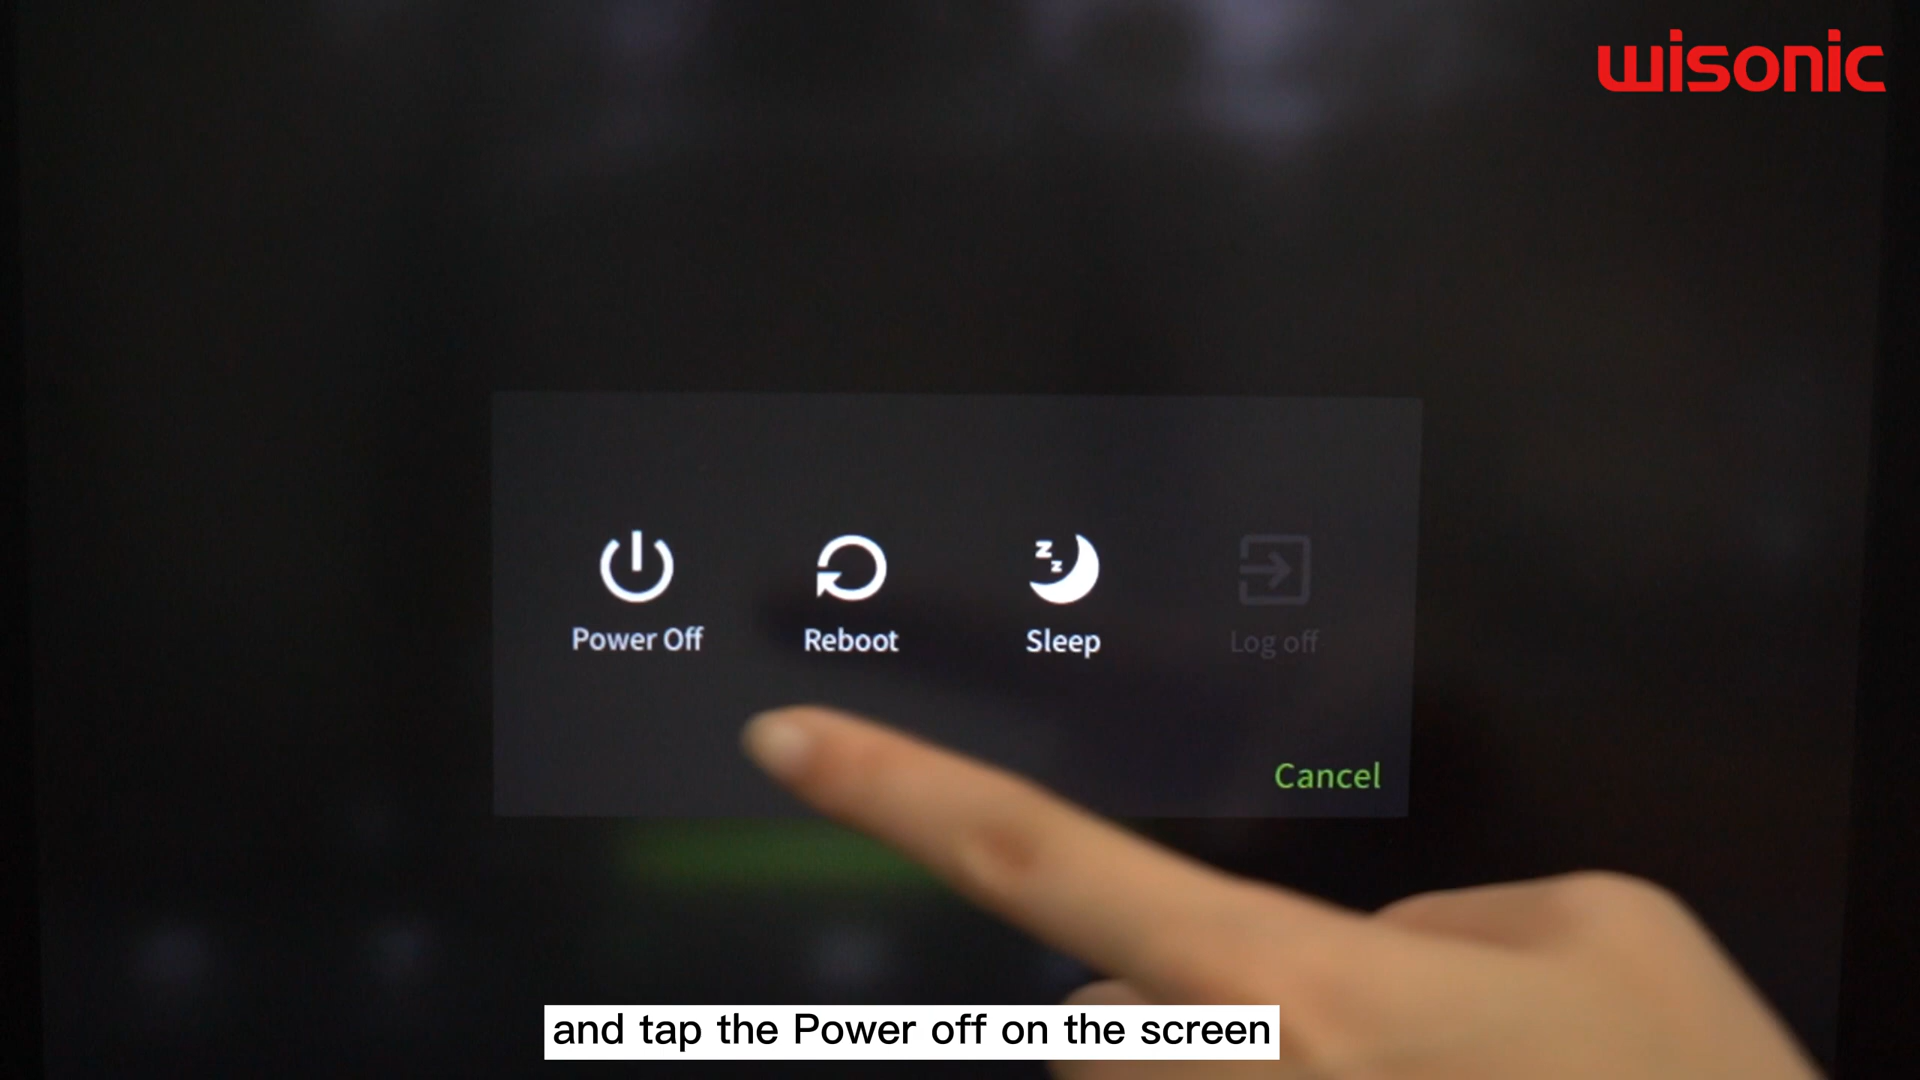 wisonic
Power Off
Reboot
Sleep
Log off
Cancel
and tap the Power off on the screen